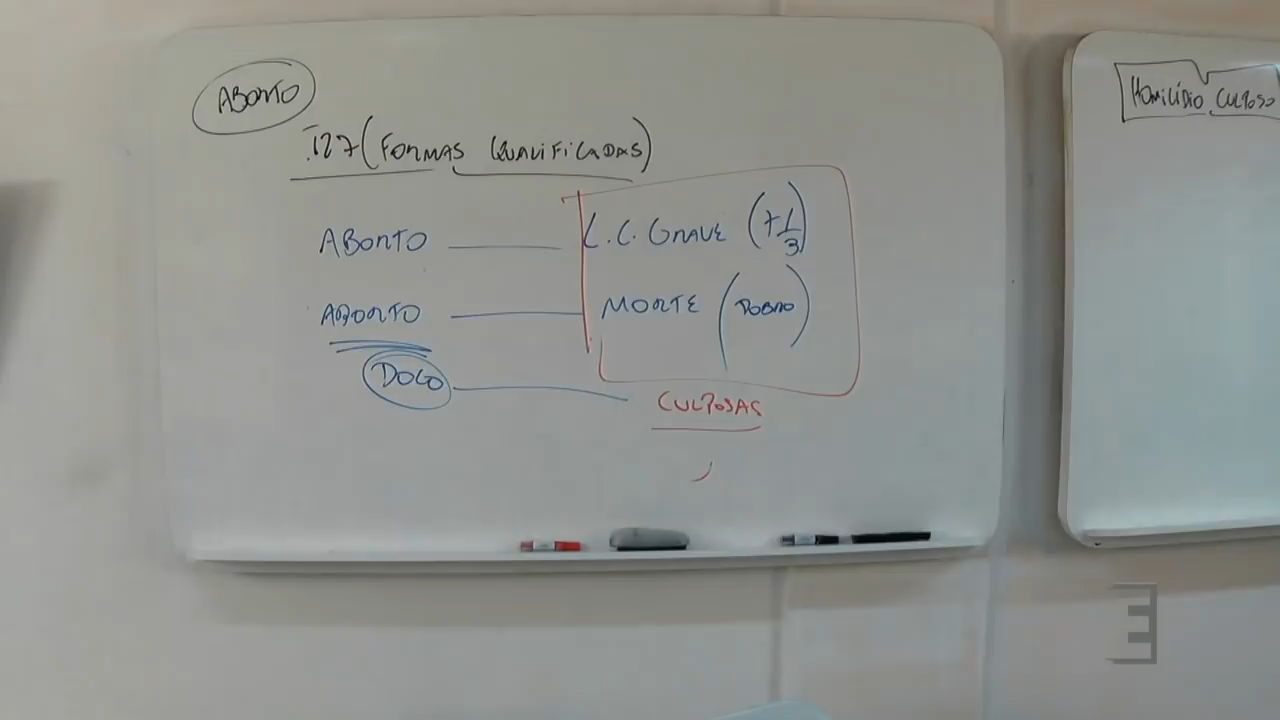 ABORTO
.127 (FORMAS QUALIFICADAS)
ABORTO L.C. GRAVE (+1/3)
ABORTO MORTE (DOBRO)
DOLO
CULPOSAS
HOMICÍDIO CULPOSO